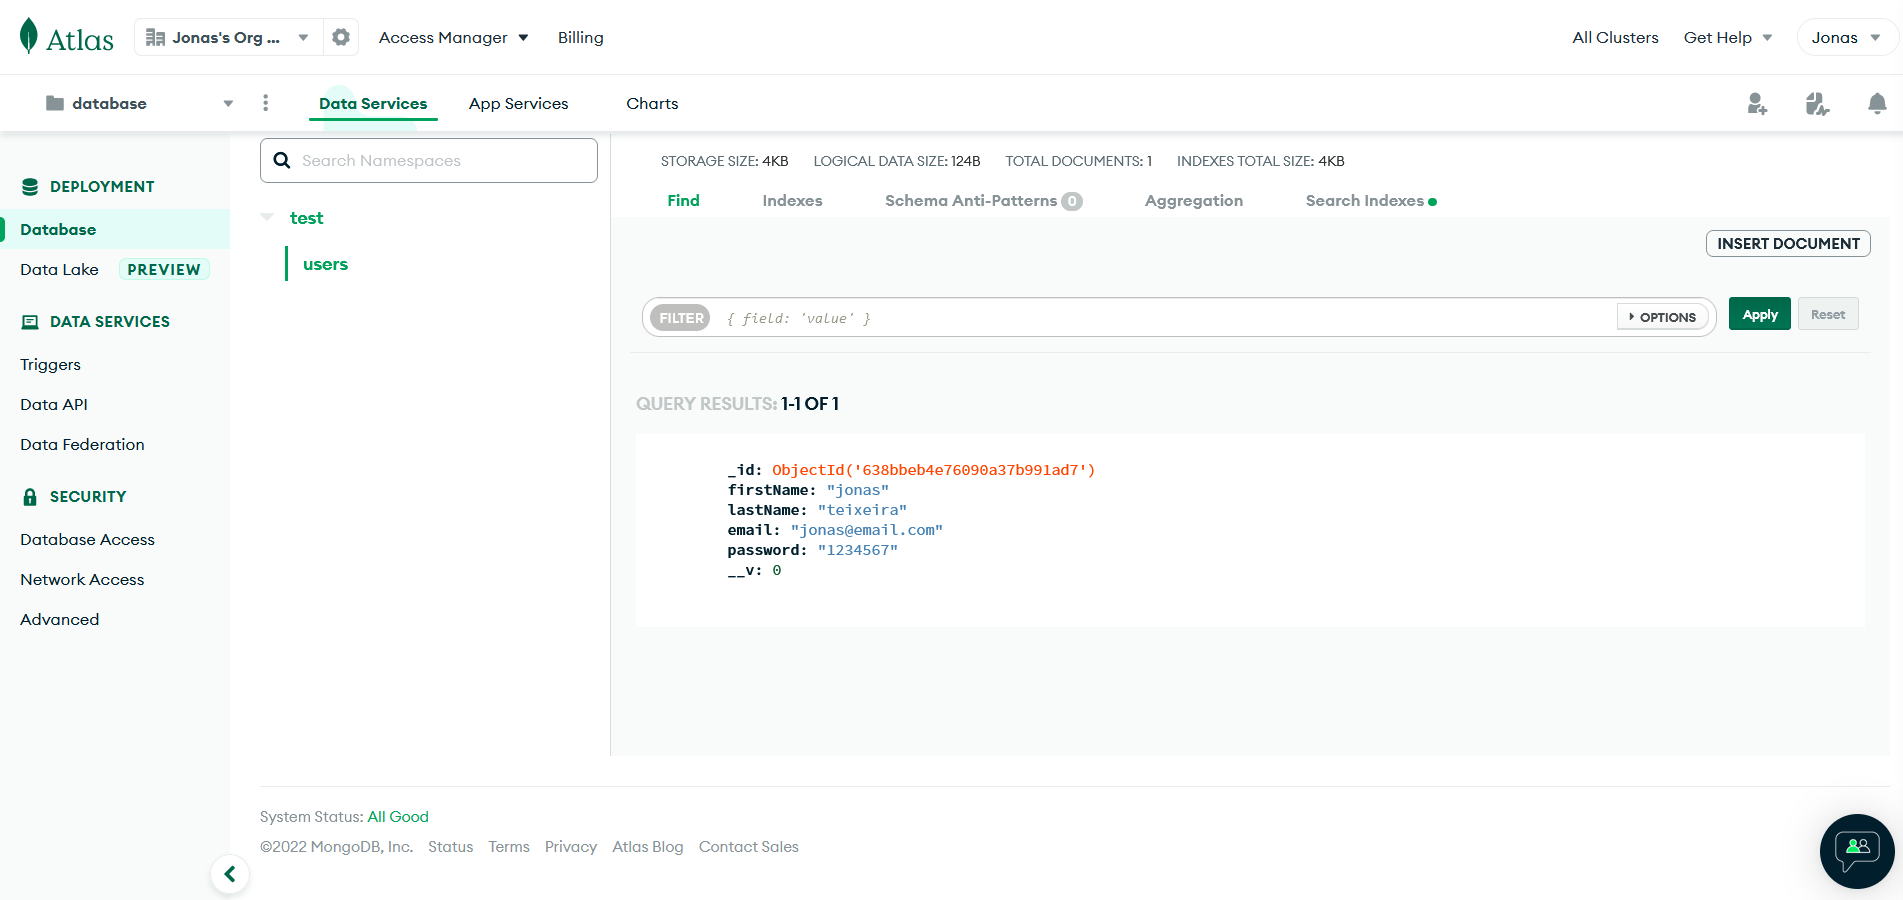 Atlas
Jonas's Org ...
Access Manager
Billing
All Clusters
Get Help
Jonas
database
Data Services
App Services
Charts
DEPLOYMENT
Database
Data Lake
PREVIEW
DATA SERVICES
Triggers
Data API
Data Federation
SECURITY
Database Access
Network Access
Advanced
Search Namespaces
test
users
STORAGE SIZE: 4KB
LOGICAL DATA SIZE: 124B
TOTAL DOCUMENTS: 1
INDEXES TOTAL SIZE: 4KB
Find
Indexes
Schema Anti-Patterns 0
Aggregation
Search Indexes
INSERT DOCUMENT
FILTER
{ field: 'value' }
OPTIONS
Apply
Reset
QUERY RESULTS: 1-1 OF 1
_id: ObjectId('638bbeb4e76090a37b991ad7')
firstName: "jonas"
lastName: "teixeira"
email: "jonas@email.com"
password: "1234567"
__v: 0
System Status: All Good
©2022 MongoDB, Inc.
Status
Terms
Privacy
Atlas Blog
Contact Sales